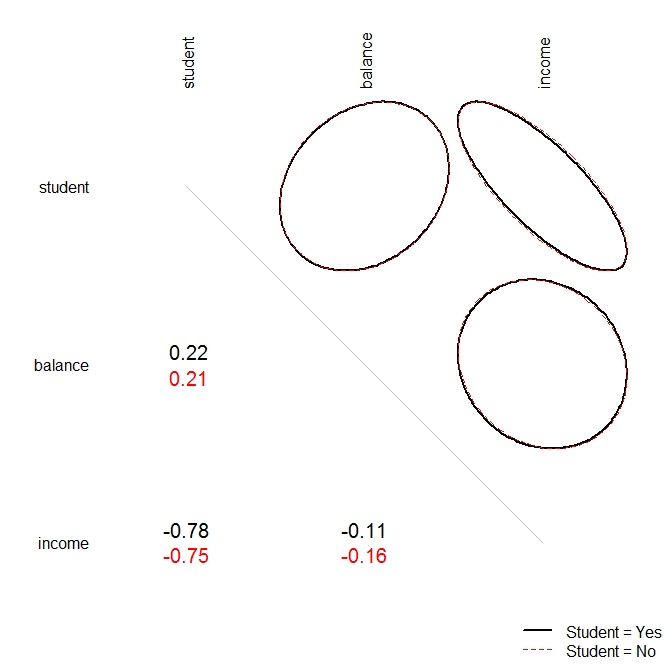 student balance income
student
balance 0.22
0.21
income -0.78 -0.11
-0.75 -0.16
Student = Yes
Student = No